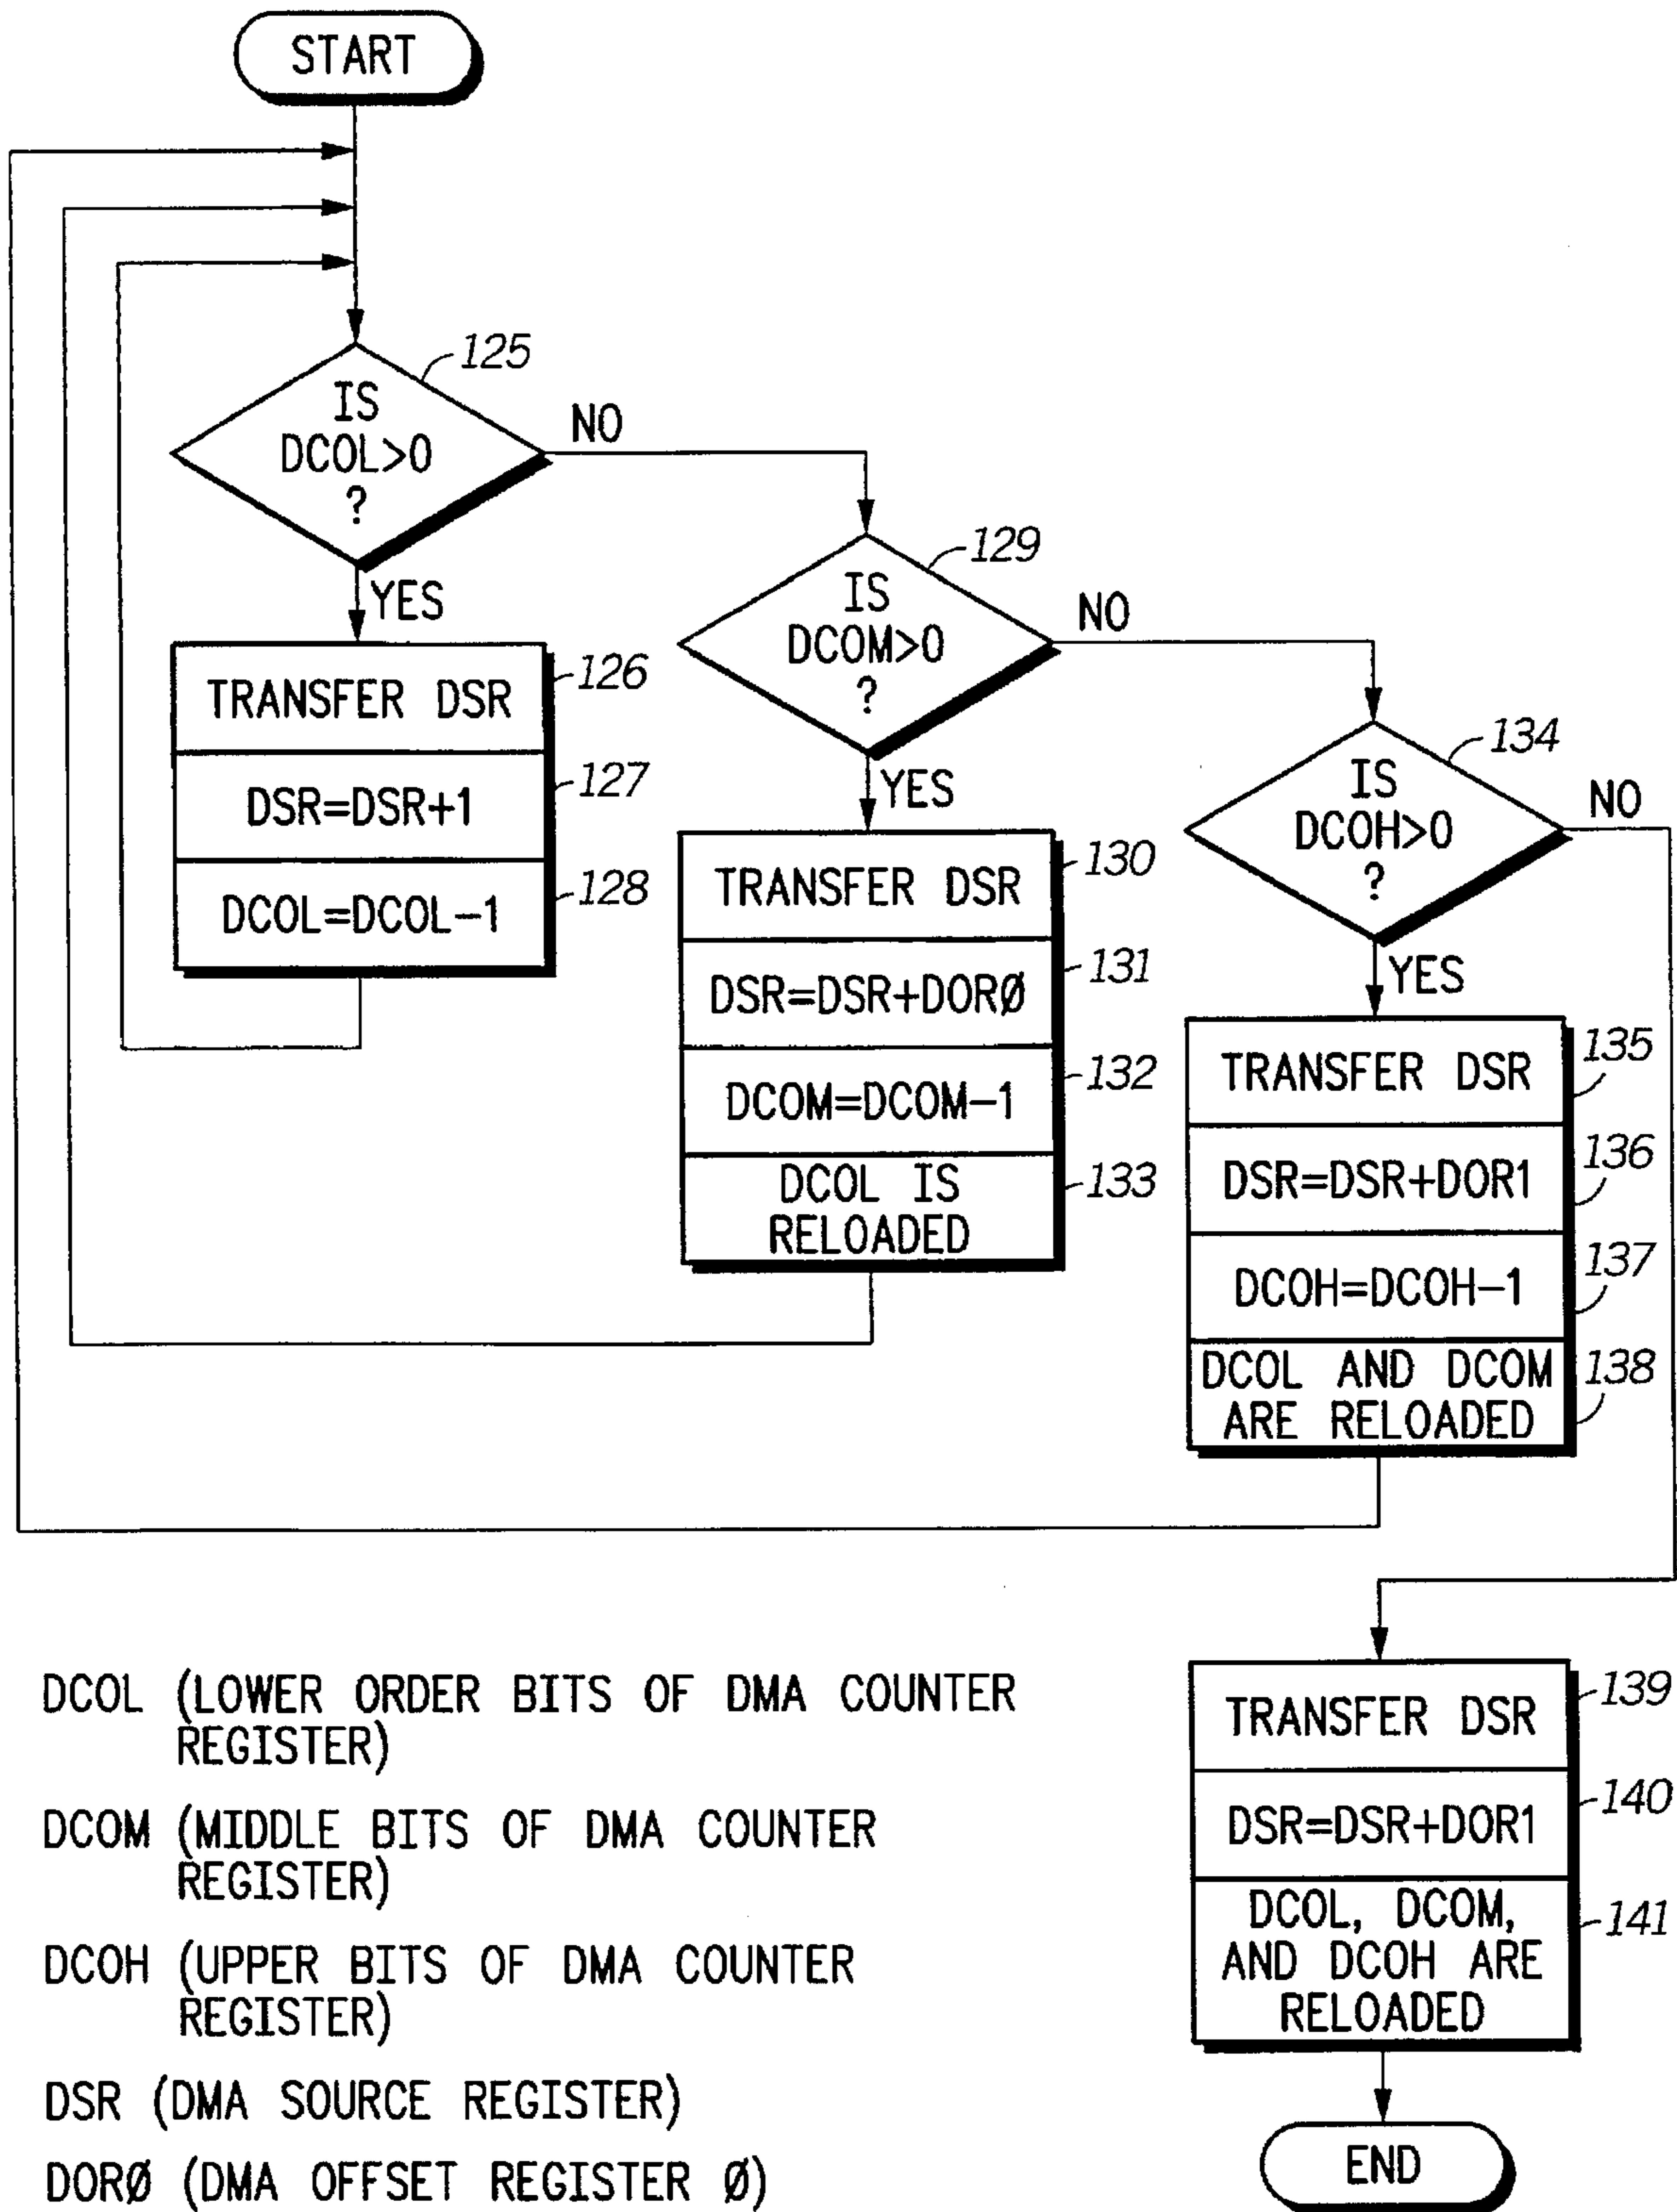 START
125
IS
DCOL>0
?
NO
YES
TRANSFER DSR
126
DSR=DSR+1
127
DCOL=DCOL-1
128
129
IS
DCOM>0
?
NO
YES
TRANSFER DSR
130
DSR=DSR+DORØ
131
DCOM=DCOM-1
132
DCOL IS
RELOADED
133
134
IS
DCOH>0
?
NO
YES
TRANSFER DSR
135
DSR=DSR+DOR1
136
DCOH=DCOH-1
137
DCOL AND DCOM
ARE RELOADED
138
TRANSFER DSR
139
DSR=DSR+DOR1
140
DCOL, DCOM,
AND DCOH ARE
RELOADED
141
END
DCOL (LOWER ORDER BITS OF DMA COUNTER
REGISTER)
DCOM (MIDDLE BITS OF DMA COUNTER
REGISTER)
DCOH (UPPER BITS OF DMA COUNTER
REGISTER)
DSR (DMA SOURCE REGISTER)
DORØ (DMA OFFSET REGISTER Ø)